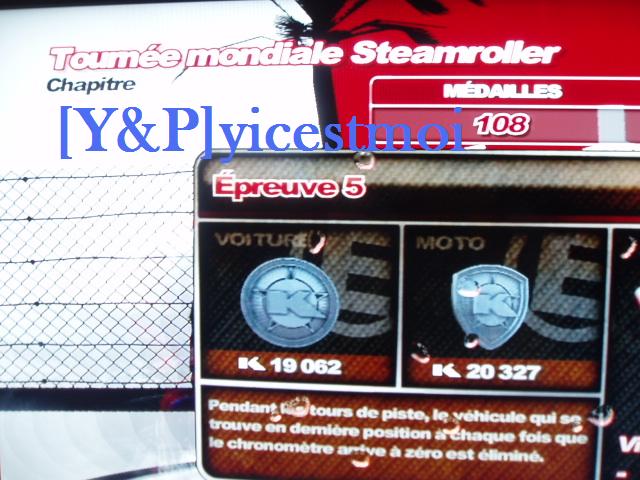 Tournée mondiale Steamroller
Chapitre
MÉDAILLES
[Y&P]yicestmoi
108
Épreuve 5
VOITURE
MOTO
K 19 062
K 20 327
Pendant les tours de piste, le véhicule qui se
trouve en dernière position à chaque fois que
le chronomètre arrive à zéro est éliminé.